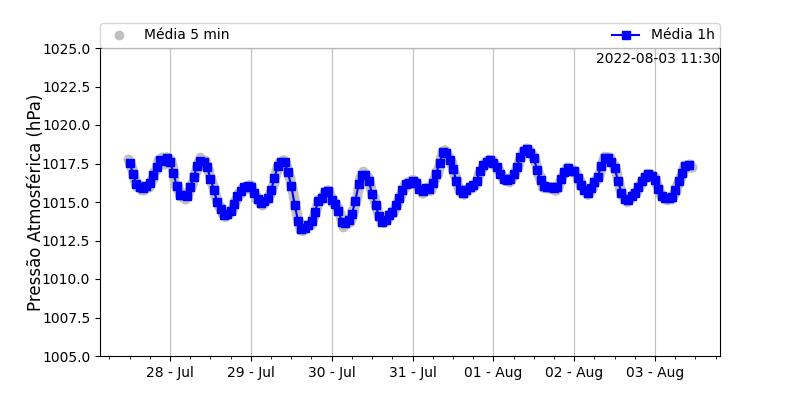 Média 5 min
Média 1h
2022-08-03 11:30
Pressão Atmosférica (hPa)
1025.0
1022.5
1020.0
1017.5
1015.0
1012.5
1010.0
1007.5
1005.0
28 - Jul
29 - Jul
30 - Jul
31 - Jul
01 - Aug
02 - Aug
03 - Aug